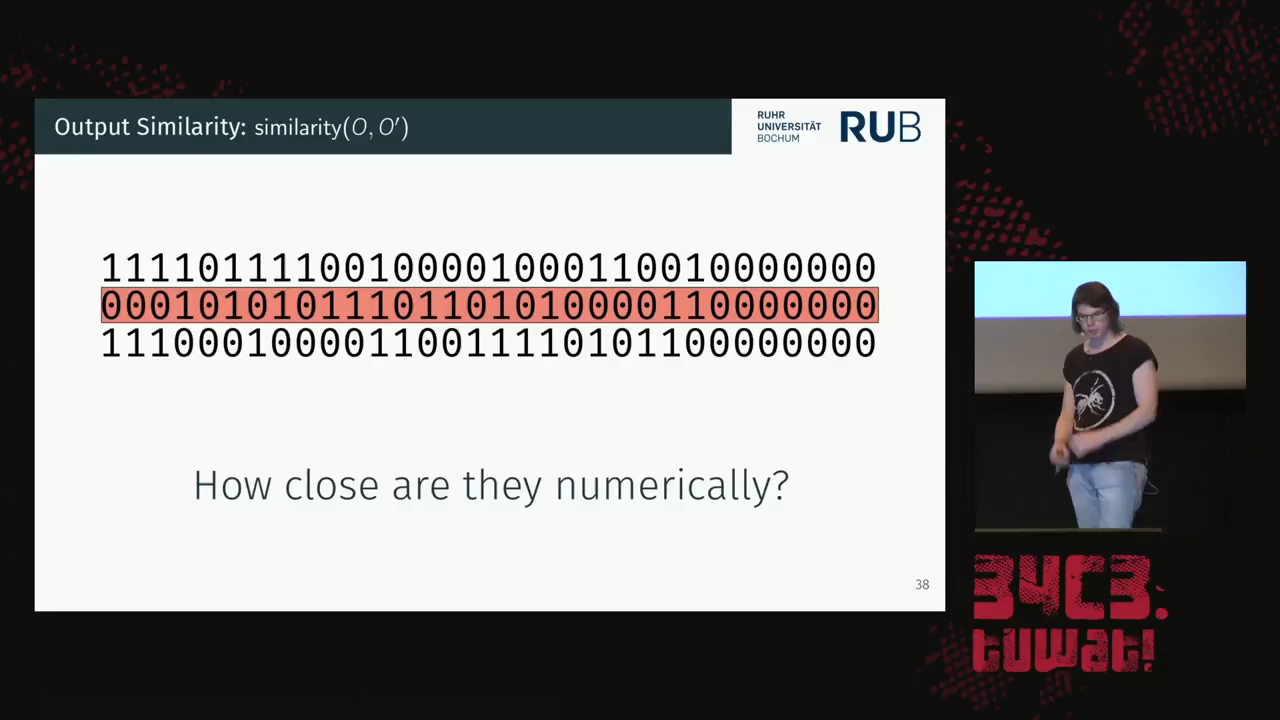 Output Similarity: similarity(O, O′)
RUHR
UNIVERSITÄT
BOCHUM
RUB
11110111100100001000110010000000
00010101011101101010000110000000
11100010000110011110101100000000
How close are they numerically?
38
34C3.
tuwat!